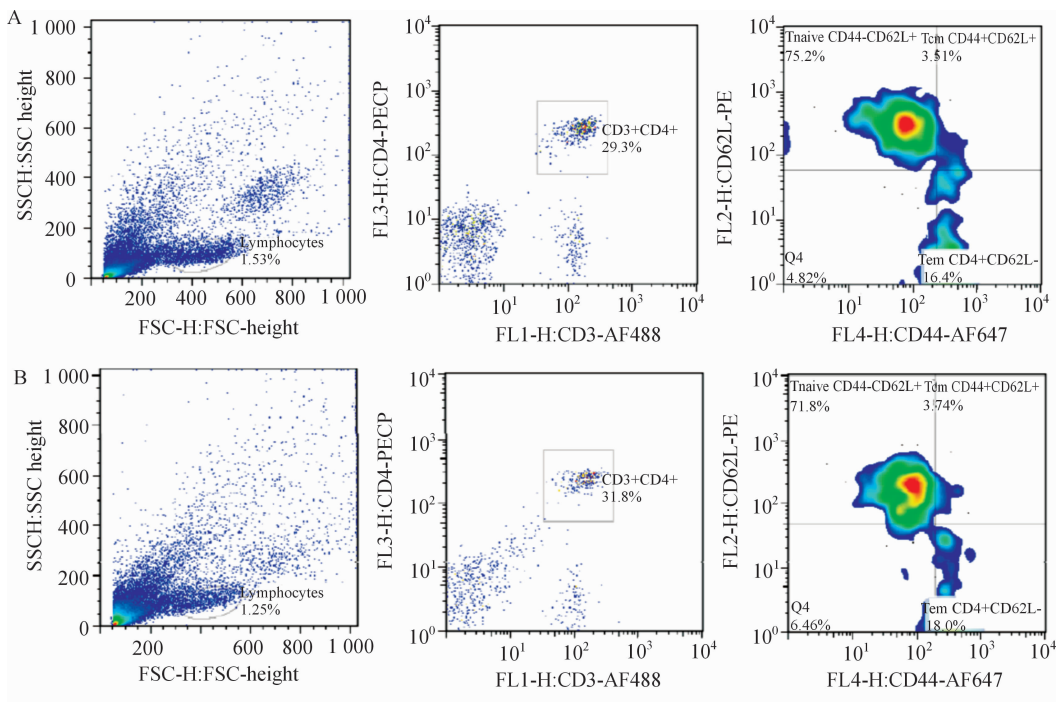 A
SSCH:SSC height
1 000
800
600
400
200
0
Lymphocytes
1.53%
200 400 600 800 1 000
FSC-H:FSC-height
FL3-H:CD4-PECP
10^4
10^3
10^2
10^1
10^0
CD3+CD4+
29.3%
10^1 10^2 10^3 10^4
FL1-H:CD3-AF488
FL2-H:CD62L-PE
10^4
10^3
10^2
10^1
10^0
Tnaive CD44-CD62L+ Tcm CD44+CD62L+
75.2% 3.51%
Q4 Tem CD4+CD62L-
4.82% 16.4%
10^1 10^2 10^3 10^4
FL4-H:CD44-AF647
B
SSCH:SSC height
1 000
800
600
400
200
0
Lymphocytes
1.25%
200 400 600 800 1 000
FSC-H:FSC-height
FL3-H:CD4-PECP
10^4
10^3
10^2
10^1
10^0
CD3+CD4+
31.8%
10^1 10^2 10^3 10^4
FL1-H:CD3-AF488
FL2-H:CD62L-PE
10^4
10^3
10^2
10^1
10^0
Tnaive CD44-CD62L+ Tcm CD44+CD62L+
71.8% 3.74%
Q4 Tem CD4+CD62L-
6.46% 18.0%
10^1 10^2 10^3 10^4
FL4-H:CD44-AF647